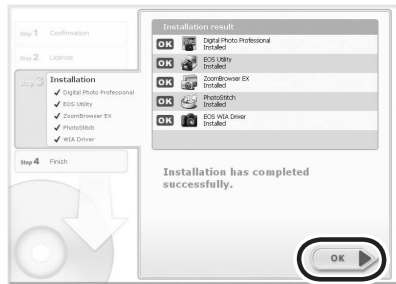 Step 1 Confirmation
Step 2 License
Step 3 Installation
Digital Photo Professional
EOS Utility
ZoomBrowser EX
PhotoStitch
WIA Driver
Step 4 Finish
Installation result
OK Digital Photo Professional
Installed
OK EOS Utility
Installed
OK ZoomBrowser EX
Installed
OK PhotoStitch
Installed
OK EOS WIA Driver
Installed
Installation has completed
successfully.
OK